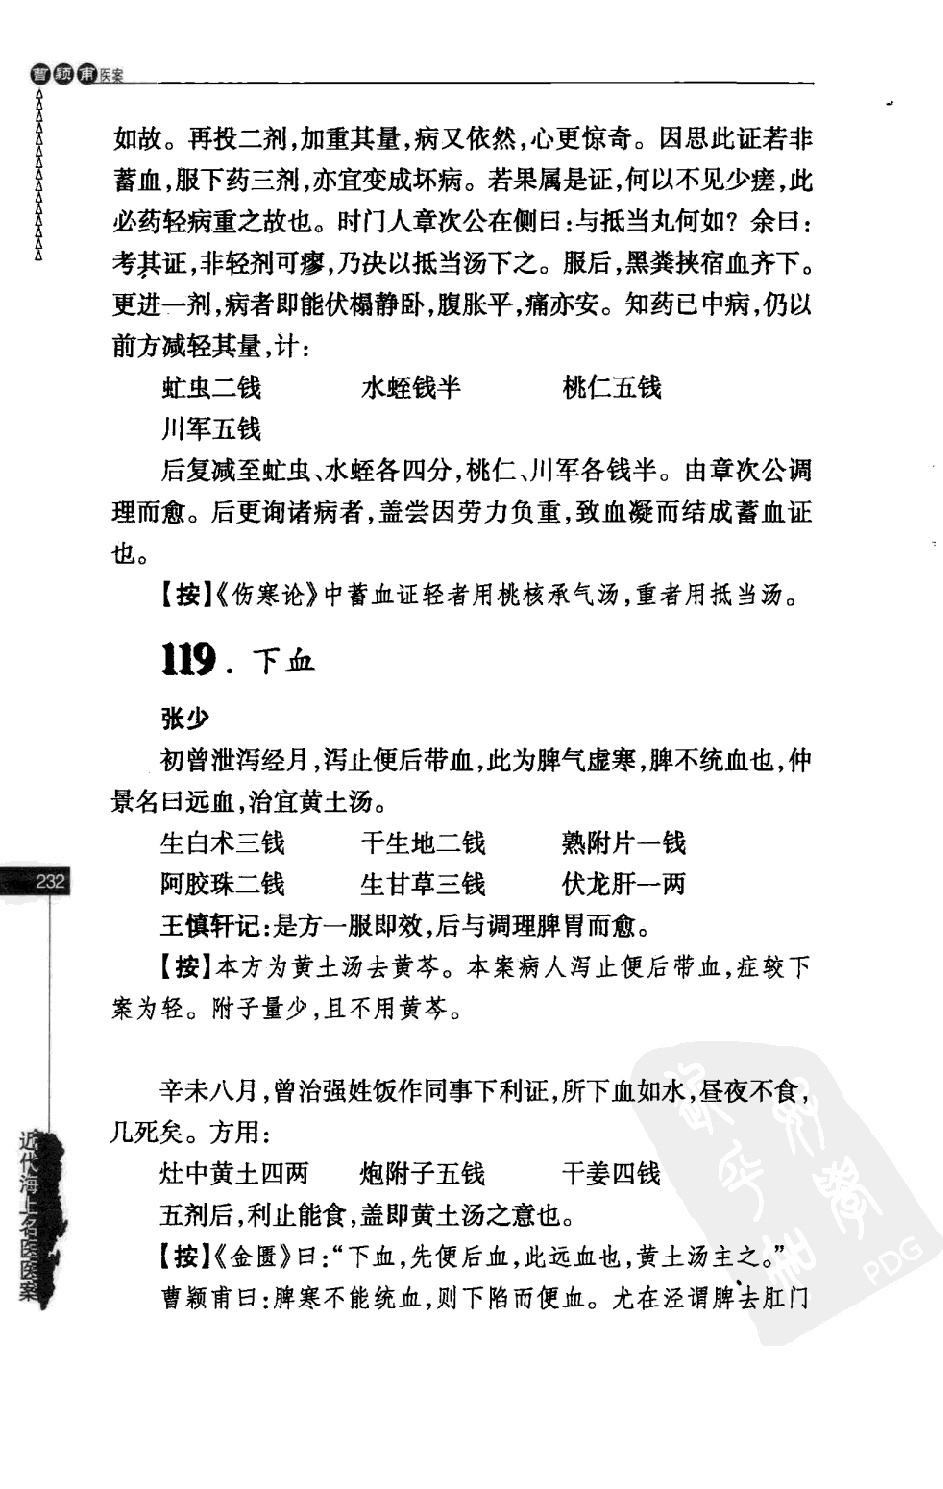 曹颖甫医案
如故。再投二剂,加重其量,病又依然,心更惊奇。因思此证若非
蓄血,服下药三剂,亦宜变成坏病。若果属是证,何以不见少瘥,此
必药轻病重之故也。时门人章次公在侧曰:与抵当丸何如?余曰:
考其证,非轻剂可瘳,乃决以抵当汤下之。服后,黑粪挟宿血齐下。
更进一剂,病者即能伏榻静卧,腹胀平,痛亦安。知药已中病,仍以
前方减轻其量,计:
虻虫二钱 水蛭钱半 桃仁五钱
川军五钱
后复减至虻虫、水蛭各四分,桃仁、川军各钱半。由章次公调
理而愈。后更询诸病者,盖尝因劳力负重,致血凝而结成蓄血证
也。
【按】《伤寒论》中蓄血证轻者用桃核承气汤,重者用抵当汤。
119.下血
张少
初曾泄泻经月,泻止便后带血,此为脾气虚寒,脾不统血也,仲
景名曰远血,治宜黄土汤。
生白术三钱 干生地二钱 熟附片一钱
阿胶珠二钱 生甘草三钱 伏龙肝一两
王慎轩记:是方一服即效,后与调理脾胃而愈。
【按】本方为黄土汤去黄芩。本案病人泻止便后带血,症较下
案为轻。附子量少,且不用黄芩。
辛未八月,曾治强姓饭作同事下利证,所下血如水,昼夜不食,
几死矣。方用:
灶中黄土四两 炮附子五钱 干姜四钱
五剂后,利止能食,盖即黄土汤之意也。
【按】《金匮》曰:“下血,先便后血,此远血也,黄土汤主之。”
曹颖甫曰:脾寒不能统血,则下陷而便血。尤在泾谓脾去肛门
232
近代海上名医医案
PDG